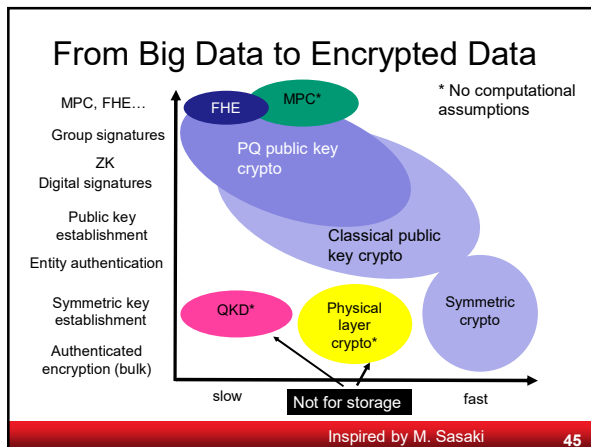 From Big Data to Encrypted Data
MPC, FHE…
Group signatures
ZK
Digital signatures
Public key
establishment
Entity authentication
Symmetric key
establishment
Authenticated
encryption (bulk)
FHE
MPC*
* No computational
assumptions
PQ public key
crypto
Classical public
key crypto
QKD*
Physical
layer
crypto*
Symmetric
crypto
slow
Not for storage
fast
Inspired by M. Sasaki
45